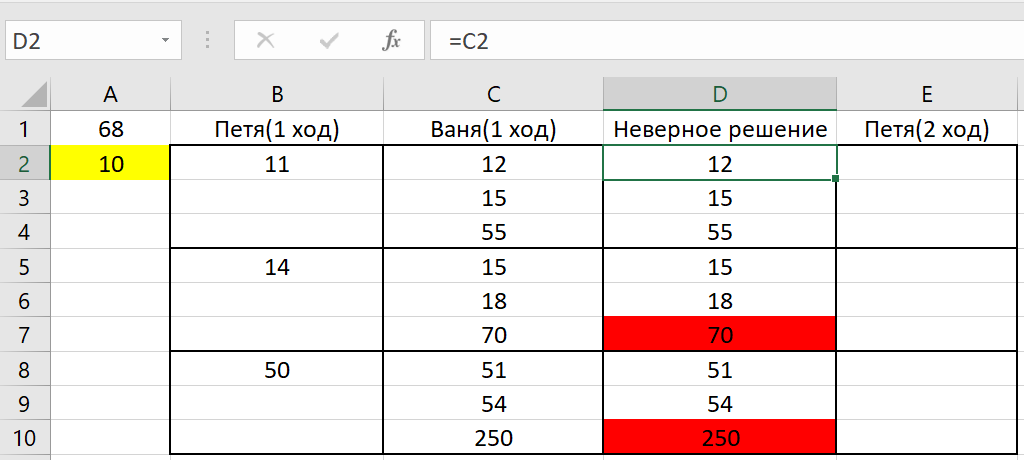 D2 fx =C2
A B C D E
1 68 Петя(1 ход) Ваня(1 ход) Неверное решение Петя(2 ход)
2 10 11 12 12
3 15 15
4 55 55
5 14 15 15
6 18 18
7 70 70
8 50 51 51
9 54 54
10 250 250